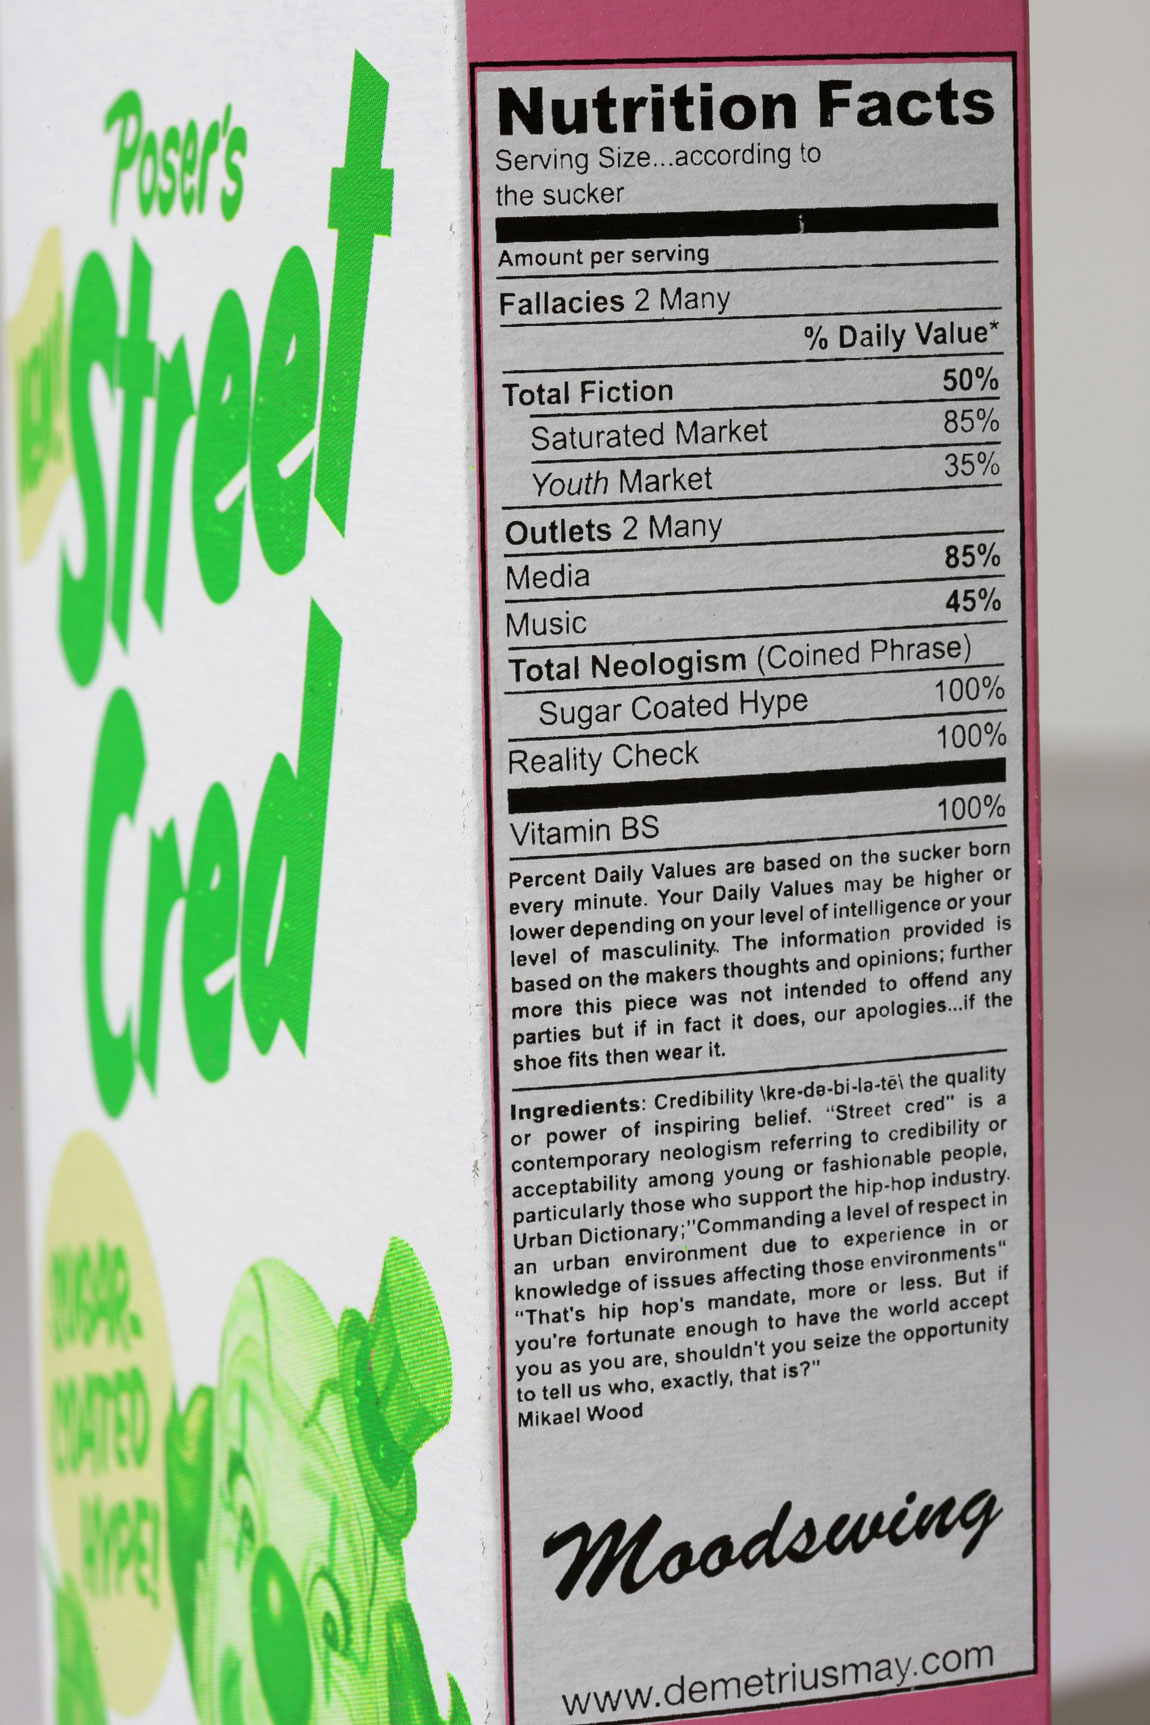 Poser's
Street
Cred
NEW!
SUGAR-
COATED
HYPE!
Nutrition Facts
Serving Size...according to
the sucker
Amount per serving
Fallacies 2 Many
% Daily Value*
Total Fiction 50%
Saturated Market 85%
Youth Market 35%
Outlets 2 Many
Media 85%
Music 45%
Total Neologism (Coined Phrase)
Sugar Coated Hype 100%
Reality Check 100%
Vitamin BS 100%
Percent Daily Values are based on the sucker born
every minute. Your Daily Values may be higher or
lower depending on your level of intelligence or your
level of masculinity. The information provided is
based on the makers thoughts and opinions; further
more this piece was not intended to offend any
parties but if in fact it does, our apologies...if the
shoe fits then wear it.
Ingredients: Credibility \kre-də-bi-lə-tē\ the quality
or power of inspiring belief. "Street cred" is a
contemporary neologism referring to credibility or
acceptability among young or fashionable people,
particularly those who support the hip-hop industry.
Urban Dictionary;"Commanding a level of respect in
an urban environment due to experience in or
knowledge of issues affecting those environments"
"That's hip hop's mandate, more or less. But if
you're fortunate enough to have the world accept
you as you are, shouldn't you seize the opportunity
to tell us who, exactly, that is?"
Mikael Wood
Moodswing
www.demetriusmay.com